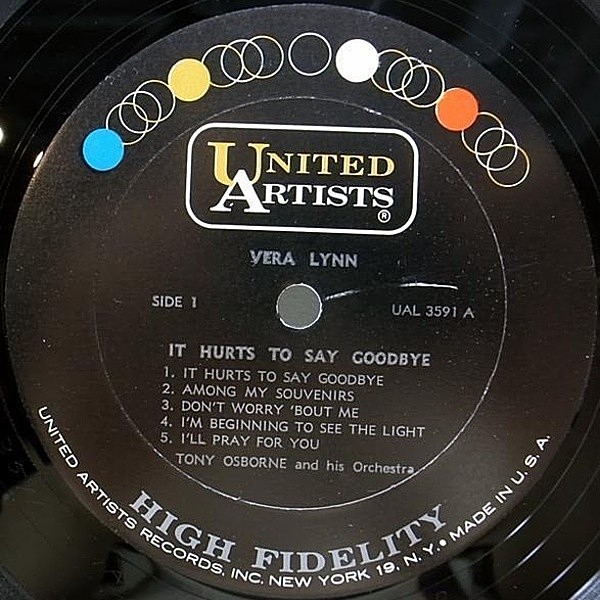 UNITED
ARTISTS®
VERA LYNN
SIDE 1
UAL 3591 A
IT HURTS TO SAY GOODBYE
1. IT HURTS TO SAY GOODBYE
2. AMONG MY SOUVENIRS
3. DON'T WORRY 'BOUT ME
4. I'M BEGINNING TO SEE THE LIGHT
5. I'LL PRAY FOR YOU
TONY OSBORNE and his Orchestra
HIGH FIDELITY
UNITED ARTISTS RECORDS, INC. NEW YORK 19, N.Y. • MADE IN U.S.A.